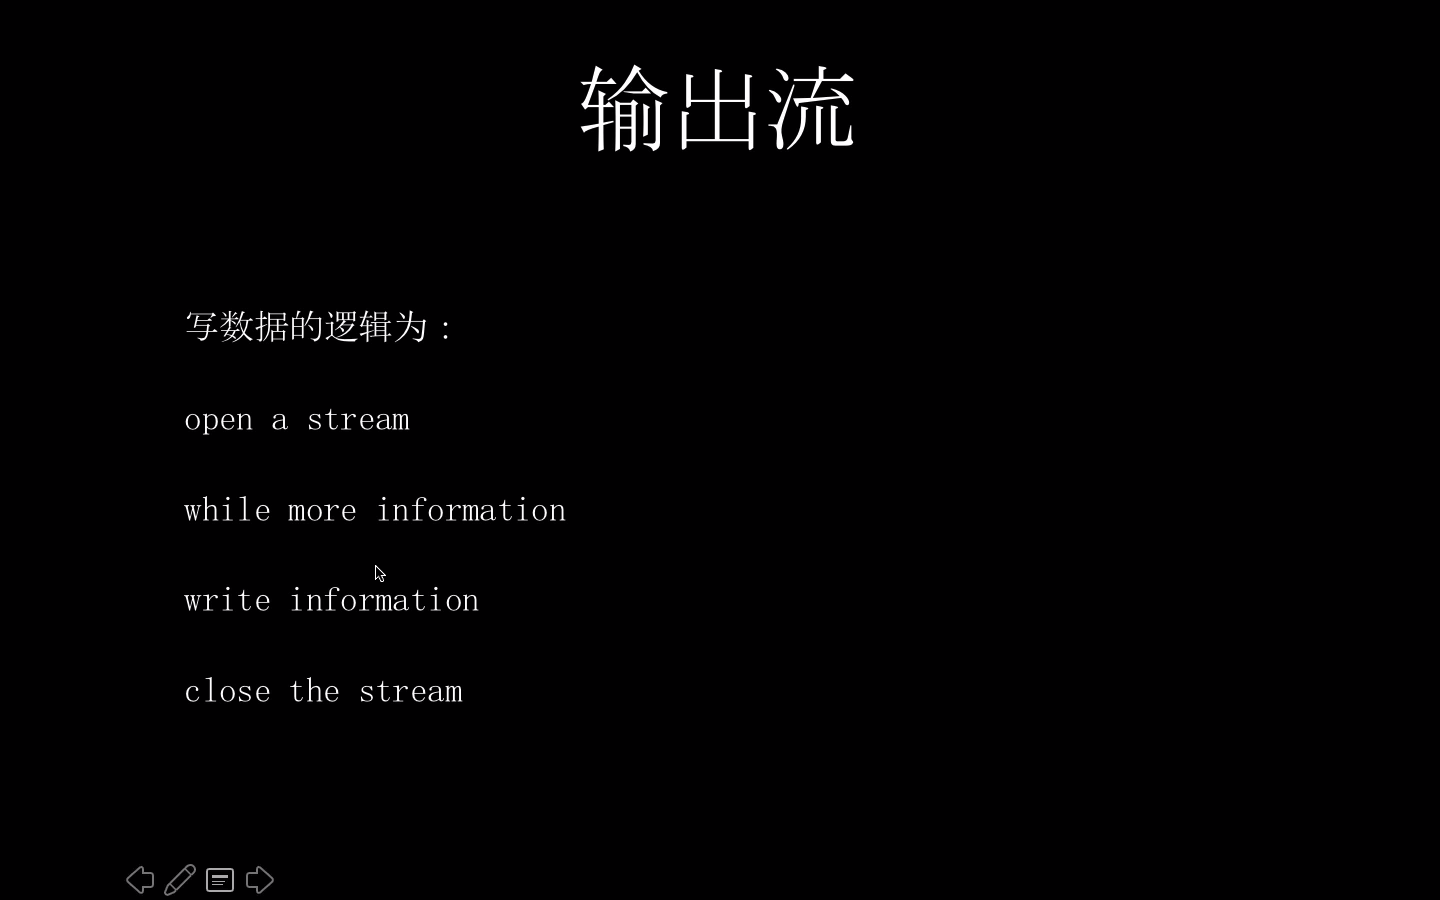 输出流
写数据的逻辑为：
open a stream
while more information
write information
close the stream